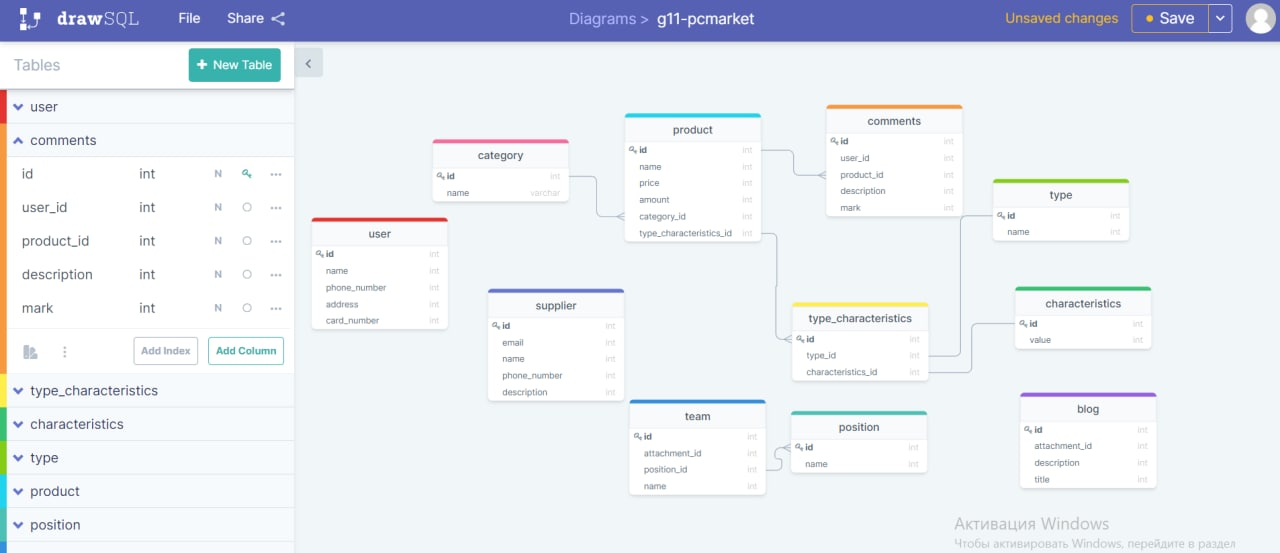 drawSQL File Share Diagrams > g11-pcmarket Unsaved changes Save
Tables + New Table
user
comments
id int N
user_id int N
product_id int N
description int N
mark int N
Add Index Add Column
type_characteristics
characteristics
type
product
position
category
id int
name varchar
product
id int
name int
price int
amount int
category_id int
type_characteristics_id int
comments
id int
user_id int
product_id int
description int
mark int
type
id int
name int
user
id int
name int
phone_number int
address int
card_number int
supplier
id int
email int
name int
phone_number int
description int
type_characteristics
id int
type_id int
characteristics_id int
characteristics
id int
value int
team
id int
attachment_id int
position_id int
name int
position
id int
name int
blog
id int
attachment_id int
description int
title int
Активация Windows
Чтобы активировать Windows, перейдите в раздел